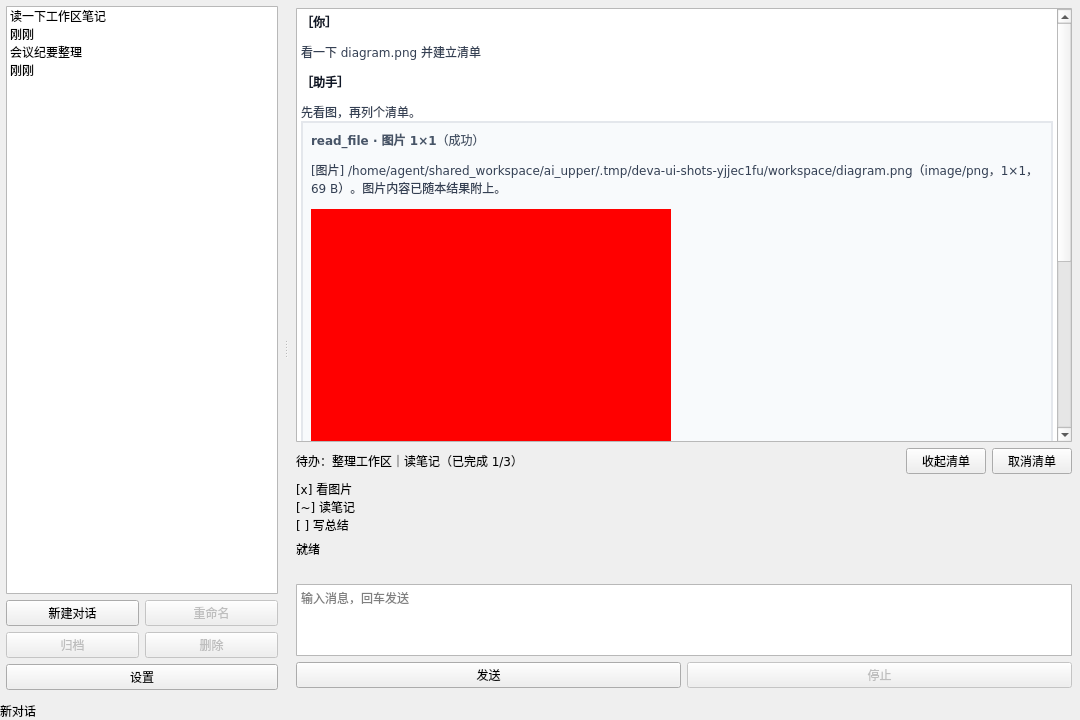 读一下工作区笔记
刚刚
会议纪要整理
刚刚
新建对话
重命名
归档
删除
设置
新对话
[你]
看一下 diagram.png 并建立清单
[助手]
先看图，再列个清单。
read_file · 图片 1×1（成功）
[图片] /home/agent/shared_workspace/ai_upper/.tmp/deva-ui-shots-yjjec1fu/workspace/diagram.png（image/png，1×1，
69 B）。图片内容已随本结果附上。
待办：整理工作区｜读笔记（已完成 1/3）
收起清单
取消清单
[x] 看图片
[~] 读笔记
[ ] 写总结
就绪
输入消息，回车发送
发送
停止